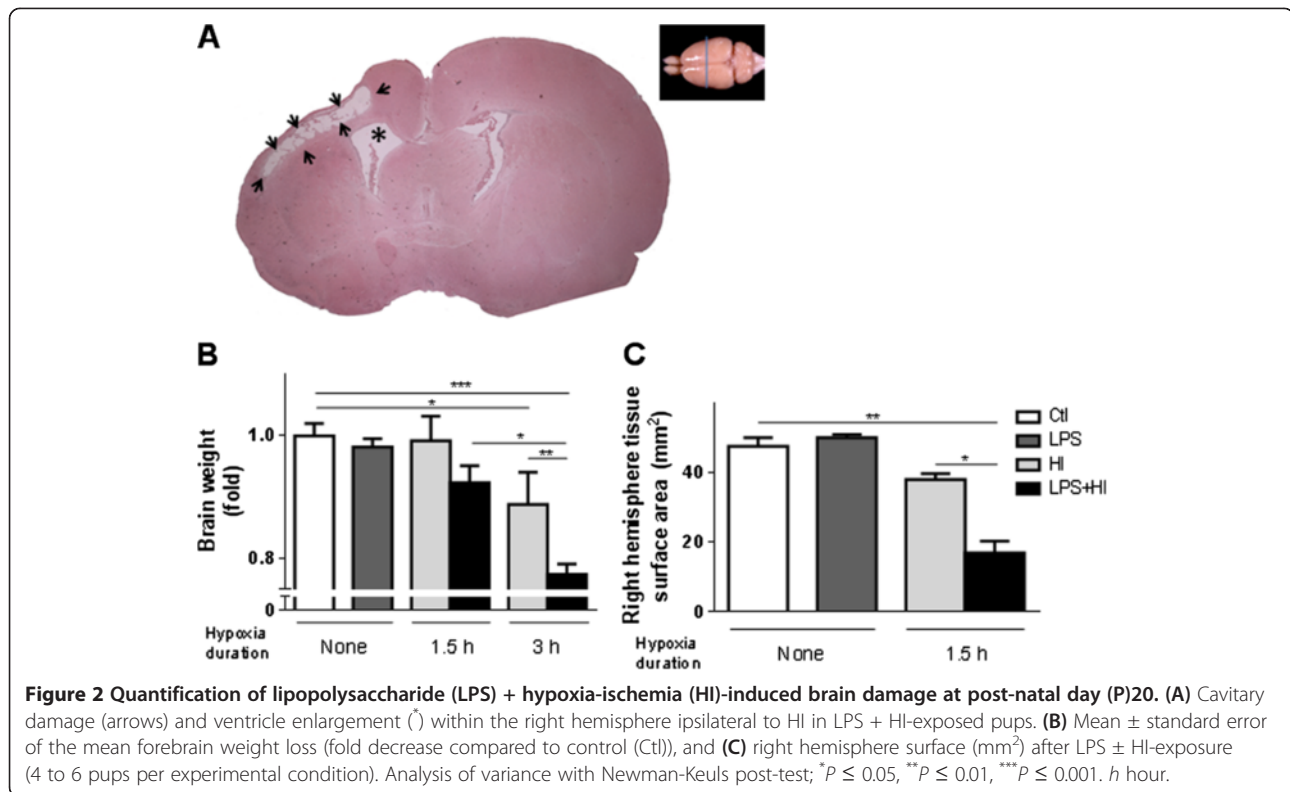 A
*
B
***
*
*
**
1.0
0.8
0
Brain weight
(fold)
Hypoxia
duration
None
1.5 h
3 h
C
**
*
Ctl
LPS
HI
LPS+HI
40
20
0
Right hemisphere tissue
surface area (mm²)
Hypoxia
duration
None
1.5 h
Figure 2 Quantification of lipopolysaccharide (LPS) + hypoxia-ischemia (HI)-induced brain damage at post-natal day (P)20. (A) Cavitary
damage (arrows) and ventricle enlargement (*) within the right hemisphere ipsilateral to HI in LPS + HI-exposed pups. (B) Mean ± standard error
of the mean forebrain weight loss (fold decrease compared to control (Ctl)), and (C) right hemisphere surface (mm²) after LPS ± HI-exposure
(4 to 6 pups per experimental condition). Analysis of variance with Newman-Keuls post-test; *P ≤ 0.05, **P ≤ 0.01, ***P ≤ 0.001. h hour.